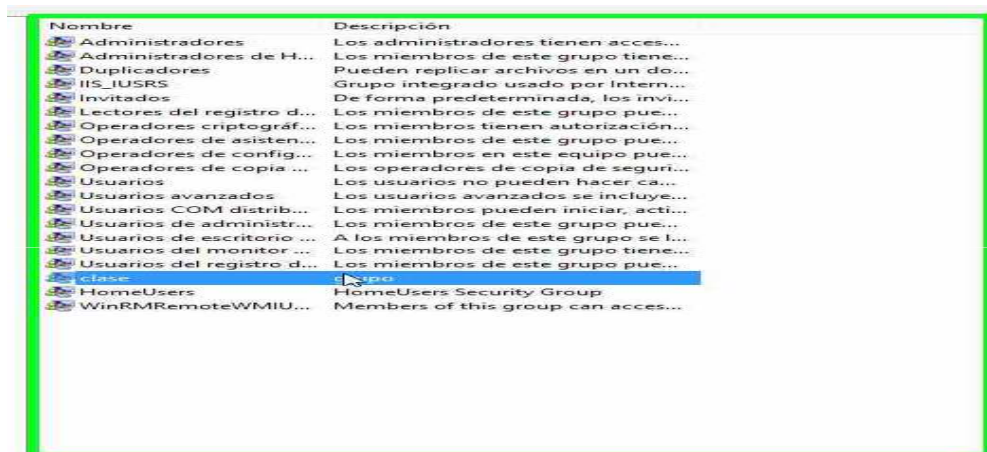 Nombre Descripción
Administradores Los administradores tienen acces...
Administradores de H... Los miembros de este grupo tiene...
Duplicadores Pueden replicar archivos en un do...
IIS_IUSRS Grupo integrado usado por Intern...
Invitados De forma predeterminada, los invi...
Lectores del registro d... Los miembros de este grupo pue...
Operadores criptográf... Los miembros tienen autorización...
Operadores de asisten... Los miembros de este grupo pue...
Operadores de config... Los miembros en este equipo pue...
Operadores de copia ... Los operadores de copia de seguri...
Usuarios Los usuarios no pueden hacer ca...
Usuarios avanzados Los usuarios avanzados se incluye...
Usuarios COM distrib... Los miembros pueden iniciar, acti...
Usuarios de administr... Los miembros de este grupo pue...
Usuarios de escritorio ... A los miembros de este grupo se l...
Usuarios del monitor ... Los miembros de este grupo tiene...
Usuarios del registro d... Los miembros de este grupo pue...
clase grupo
HomeUsers HomeUsers Security Group
WinRMRemoteWMIU... Members of this group can acces...